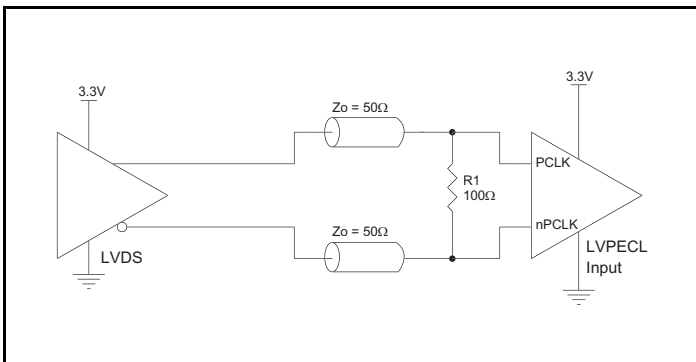 3.3V
3.3V
Zo = 50Ω
PCLK
R1
100Ω
nPCLK
Zo = 50Ω
LVDS
LVPECL
Input